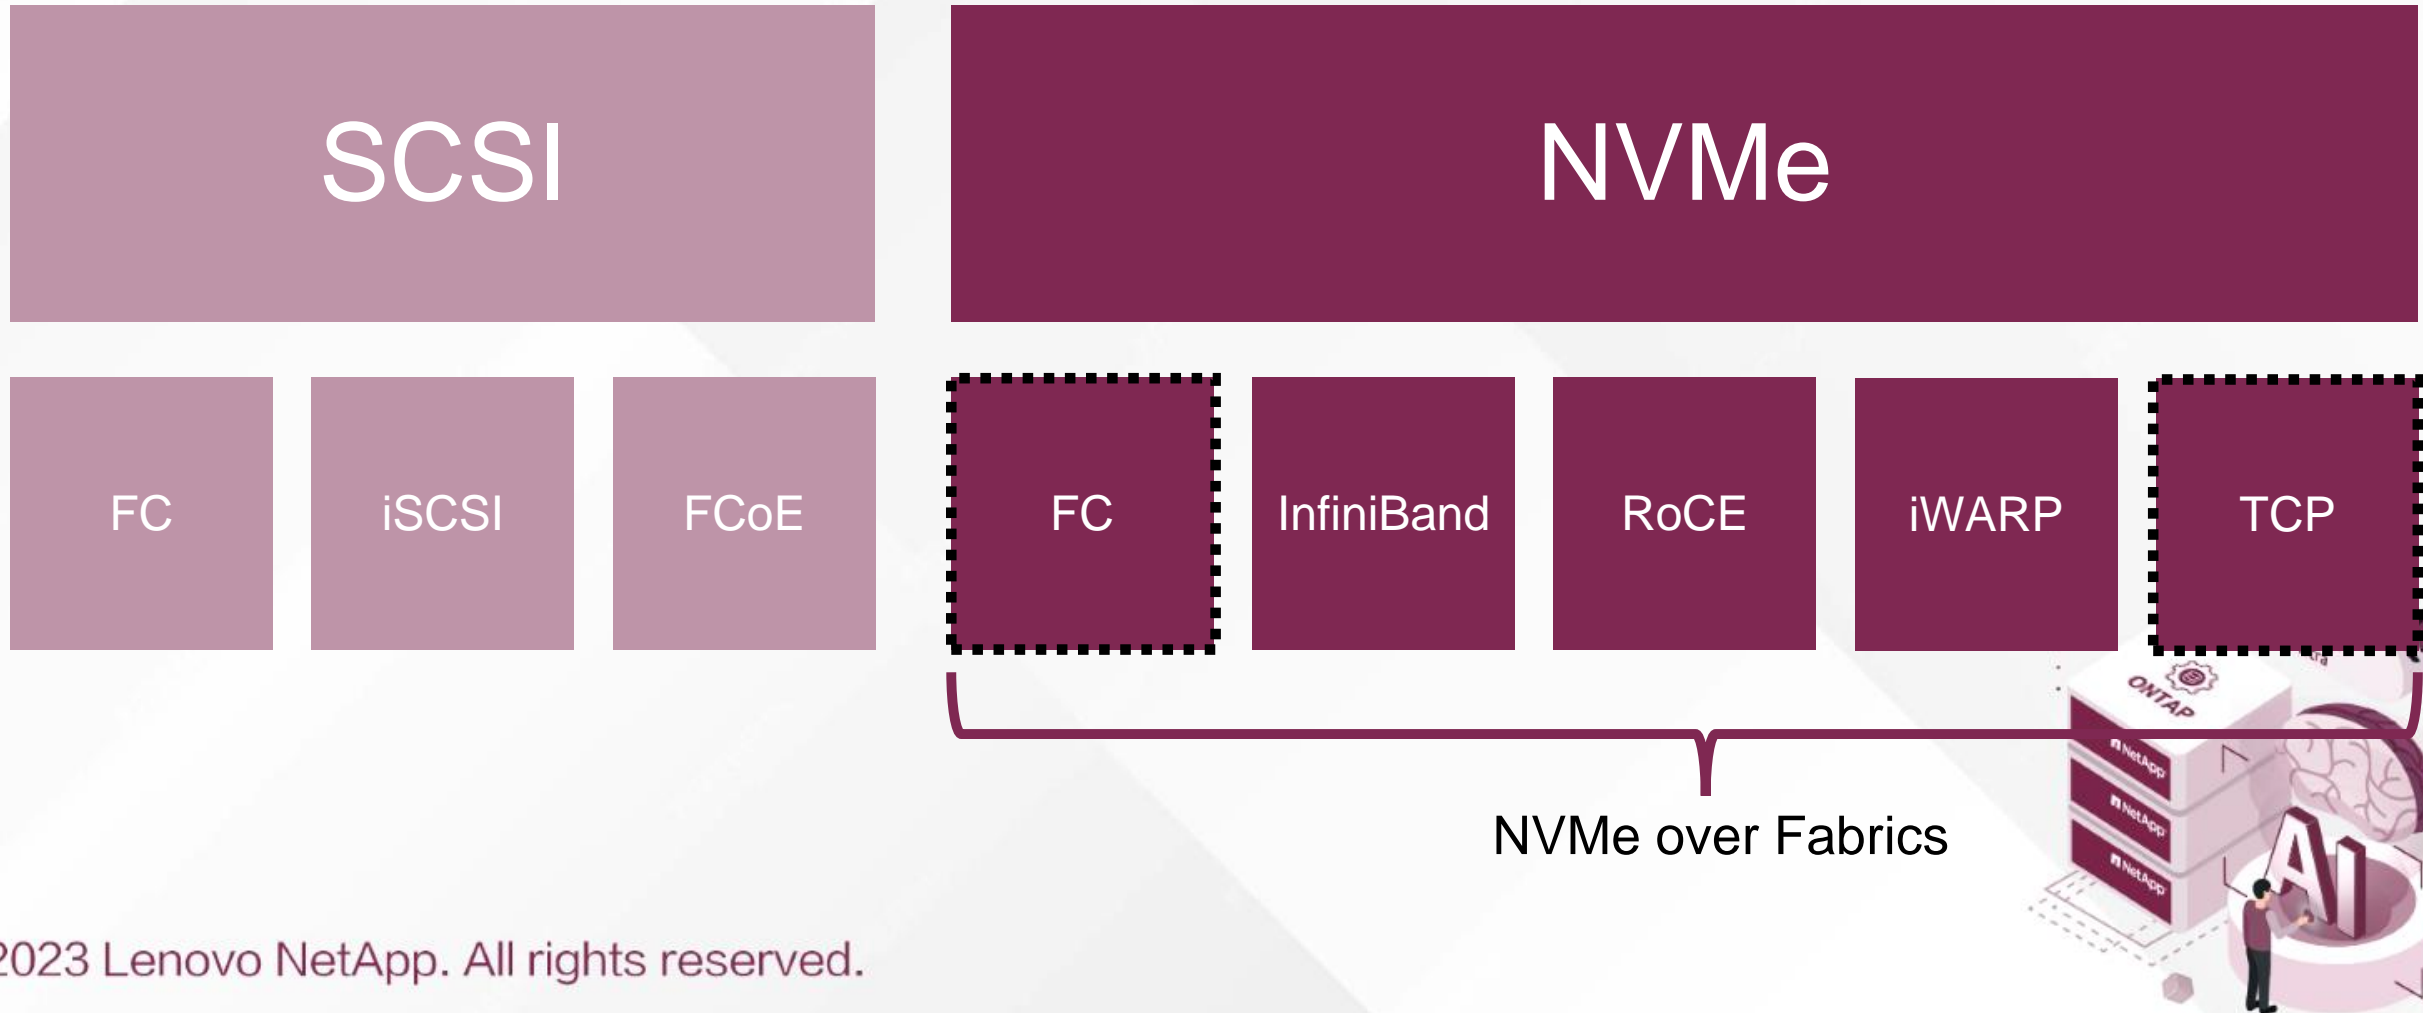 SCSI
NVMe
FC
iSCSI
FCoE
FC
InfiniBand
RoCE
iWARP
TCP
ONTAP
NetApp
NetApp
NetApp
NVMe over Fabrics
AI
2023 Lenovo NetApp. All rights reserved.